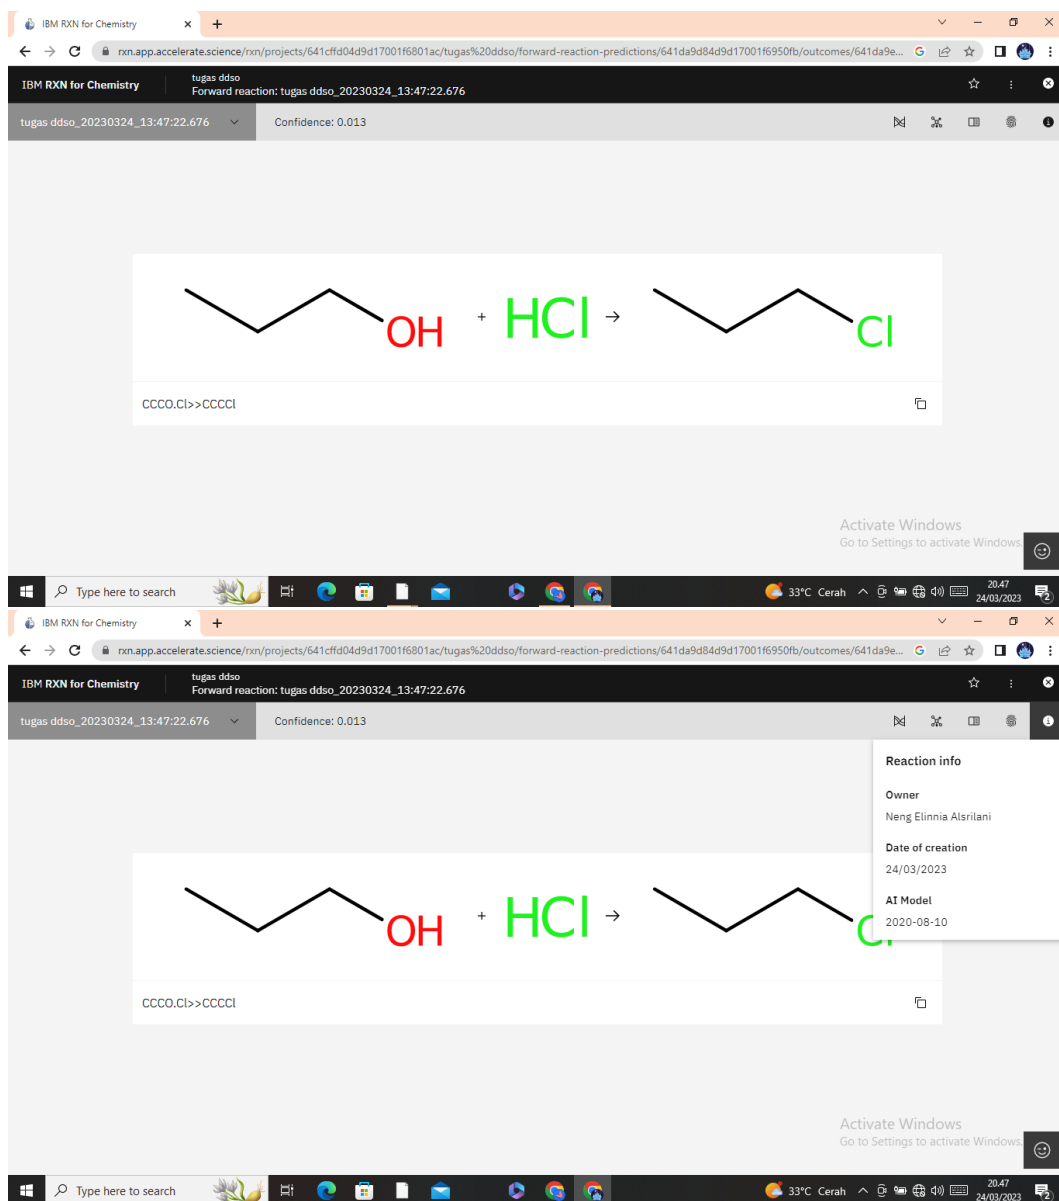 IBM RXN for Chemistry
rxn.app.accelerate.science/rxn/projects/641cffd04d9d17001f6801ac/tugas%20ddso/forward-reaction-predictions/641da9d84d9d17001f6950fb/outcomes/641da9e...
IBM RXN for Chemistry
tugas ddso
Forward reaction: tugas ddso_20230324_13:47:22.676
tugas ddso_20230324_13:47:22.676 Confidence: 0.013
OH + HCl → Cl
CCCO.Cl>>CCCCl
Activate Windows
Go to Settings to activate Windows.
Type here to search 33°C Cerah 20.47
24/03/2023 2
IBM RXN for Chemistry
rxn.app.accelerate.science/rxn/projects/641cffd04d9d17001f6801ac/tugas%20ddso/forward-reaction-predictions/641da9d84d9d17001f6950fb/outcomes/641da9e...
IBM RXN for Chemistry
tugas ddso
Forward reaction: tugas ddso_20230324_13:47:22.676
tugas ddso_20230324_13:47:22.676 Confidence: 0.013
Reaction info
Owner
Neng Elinnia Alsrilani
Date of creation
24/03/2023
AI Model
2020-08-10
OH + HCl → Cl
CCCO.Cl>>CCCCl
Activate Windows
Go to Settings to activate Windows.
Type here to search 33°C Cerah 20.47
24/03/2023